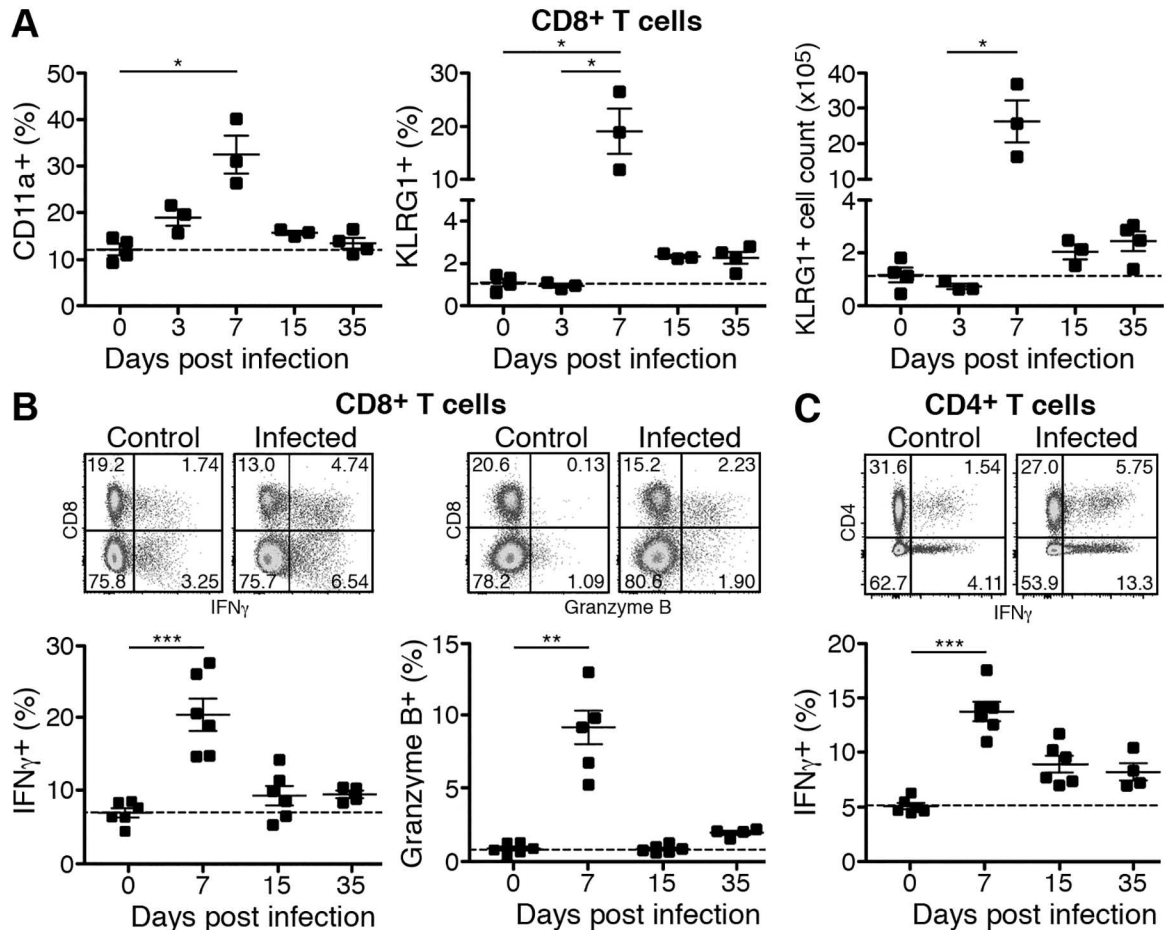 A
CD8+ T cells
*
CD11a+ (%)
50
40
30
20
10
0
0 3 7 15 35
Days post infection
*
*
KLRG1+ (%)
30
20
10
4
2
0
0 3 7 15 35
Days post infection
*
KLRG1+ cell count (x105)
40
30
20
10
4
2
0
0 3 7 15 35
Days post infection
B
CD8+ T cells
Control Infected
19.2 1.74 13.0 4.74
CD8
75.8 3.25 75.7 6.54
IFNγ
Control Infected
20.6 0.13 15.2 2.23
CD8
78.2 1.09 80.6 1.90
Granzyme B
***
IFNγ+ (%)
30
20
10
0
0 7 15 35
Days post infection
**
Granzyme B+ (%)
15
10
5
0
0 7 15 35
Days post infection
C
CD4+ T cells
Control Infected
31.6 1.54 27.0 5.75
CD4
62.7 4.11 53.9 13.3
IFNγ
***
IFNγ+ (%)
20
15
10
5
0
0 7 15 35
Days post infection